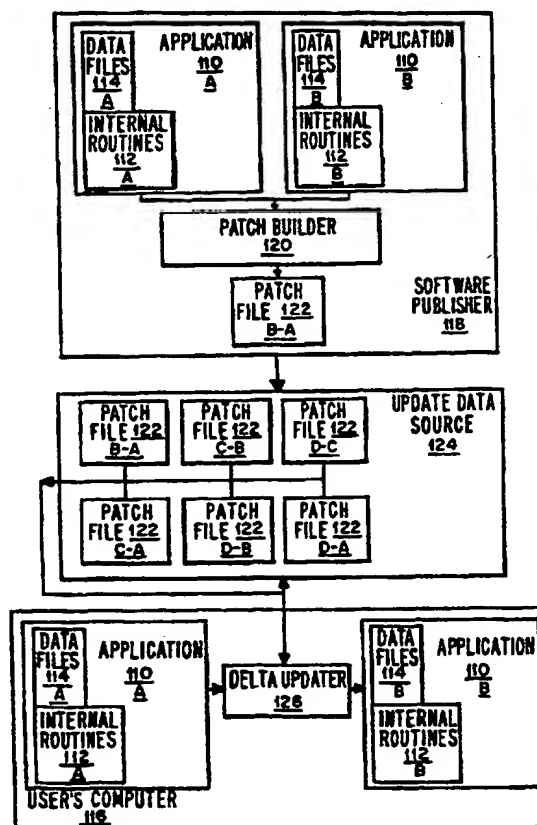 DATA
FILES
114
A
APPLICATION
110
A
INTERNAL
ROUTINES
112
A
DATA
FILES
114
B
APPLICATION
110
B
INTERNAL
ROUTINES
112
B
PATCH BUILDER
120
PATCH
FILE 122
B-A
SOFTWARE
PUBLISHER
118
UPDATE DATA
SOURCE
124
PATCH
FILE 122
B-A
PATCH
FILE 122
C-B
PATCH
FILE 122
D-C
PATCH
FILE 122
C-A
PATCH
FILE 122
D-B
PATCH
FILE 122
D-A
DATA
FILES
114
A
APPLICATION
110
A
INTERNAL
ROUTINES
112
A
USER'S COMPUTER
116
DELTA UPDATER
126
DATA
FILES
114
B
APPLICATION
110
B
INTERNAL
ROUTINES
112
B